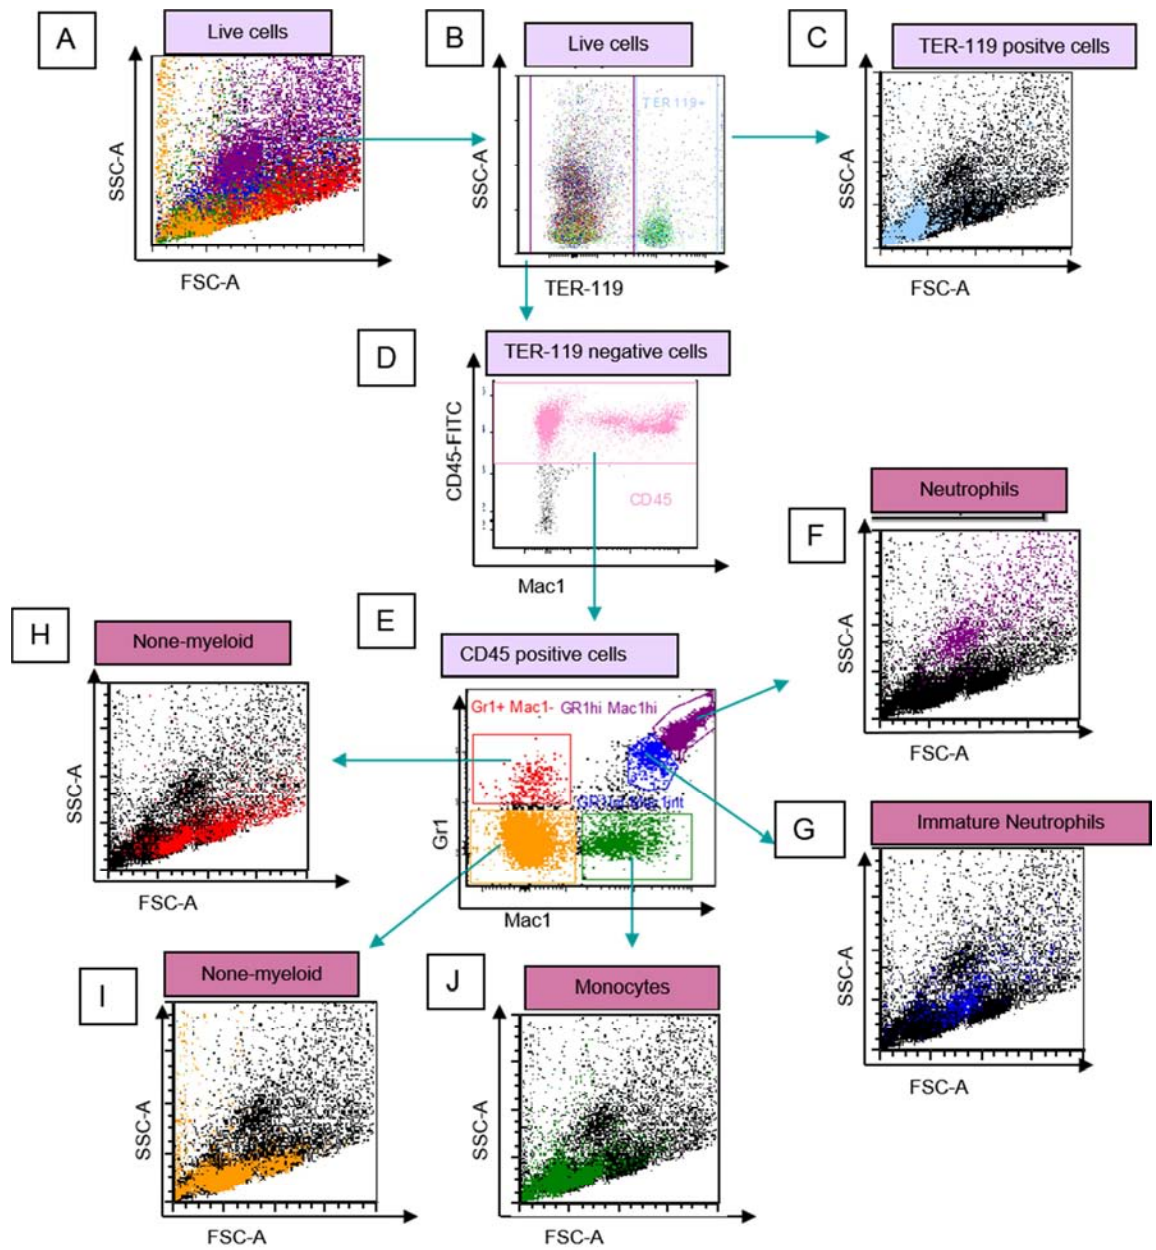 A
Live cells
SSC-A
FSC-A
B
Live cells
TER119+
SSC-A
TER-119
C
TER-119 positve cells
SSC-A
FSC-A
D
TER-119 negative cells
CD45-FITC
CD45
Mac1
E
CD45 positive cells
Gr1+ Mac1- GR1hi Mac1hi
Gr1
Mac1
F
Neutrophils
SSC-A
FSC-A
G
Immature Neutrophils
SSC-A
FSC-A
H
None-myeloid
SSC-A
FSC-A
I
None-myeloid
SSC-A
FSC-A
J
Monocytes
SSC-A
FSC-A